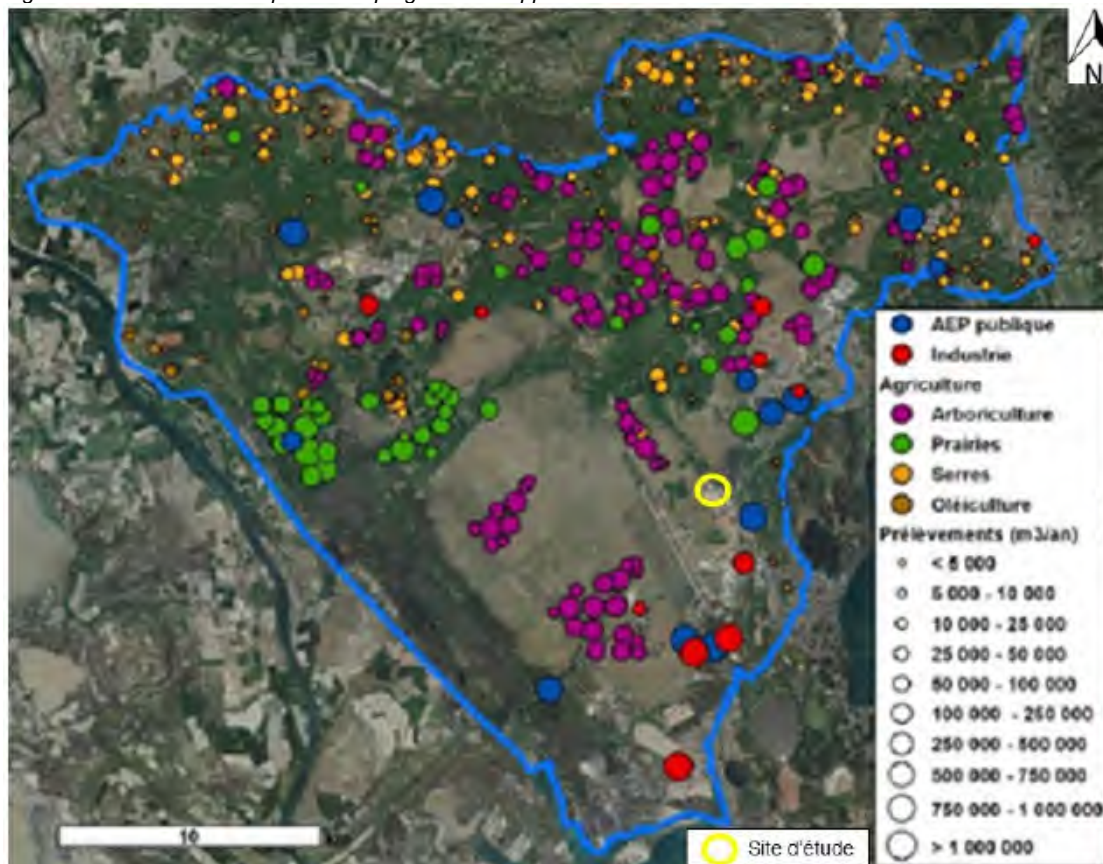 N
AEP publique
Industrie
Agriculture
Arboriculture
Prairies
Serres
Oléiculture
Prélèvements (m3/an)
< 5 000
5 000 - 10 000
10 000 - 25 000
25 000 - 50 000
50 000 - 100 000
100 000 - 250 000
250 000 - 500 000
500 000 - 750 000
750 000 - 1 000 000
> 1 000 000
10
Site d'étude